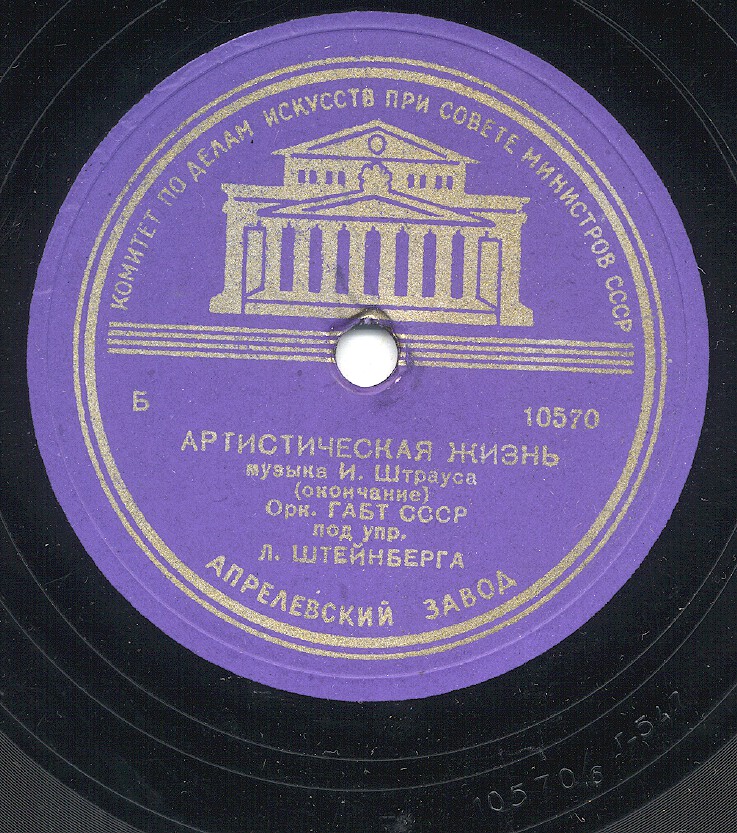 КОМИТЕТ ПО ДЕЛАМ ИСКУССТВ ПРИ СОВЕТЕ МИНИСТРОВ СССР
Б 10570
АРТИСТИЧЕСКАЯ ЖИЗНЬ
музыка И. Штрауса
(окончание)
Орк. ГАБТ СССР
под упр.
Л. ШТЕЙНБЕРГА
АПРЕЛЕВСКИЙ ЗАВОД
10570